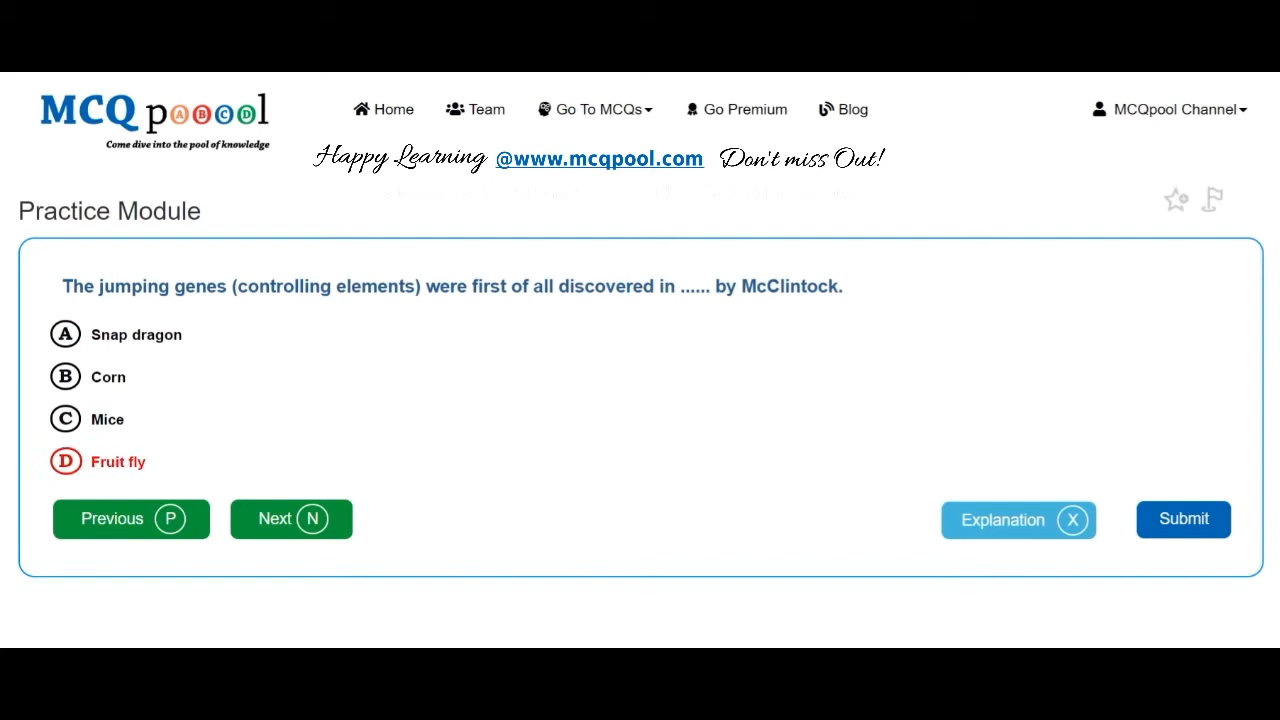 MCQ pABCDl
Come dive into the pool of knowledge
Home Team Go To MCQs Go Premium Blog MCQpool Channel
Happy Learning @www.mcqpool.com Don't miss Out!
Practice Module
The jumping genes (controlling elements) were first of all discovered in ...... by McClintock.
A Snap dragon
B Corn
C Mice
D Fruit fly
Previous P Next N Explanation X Submit